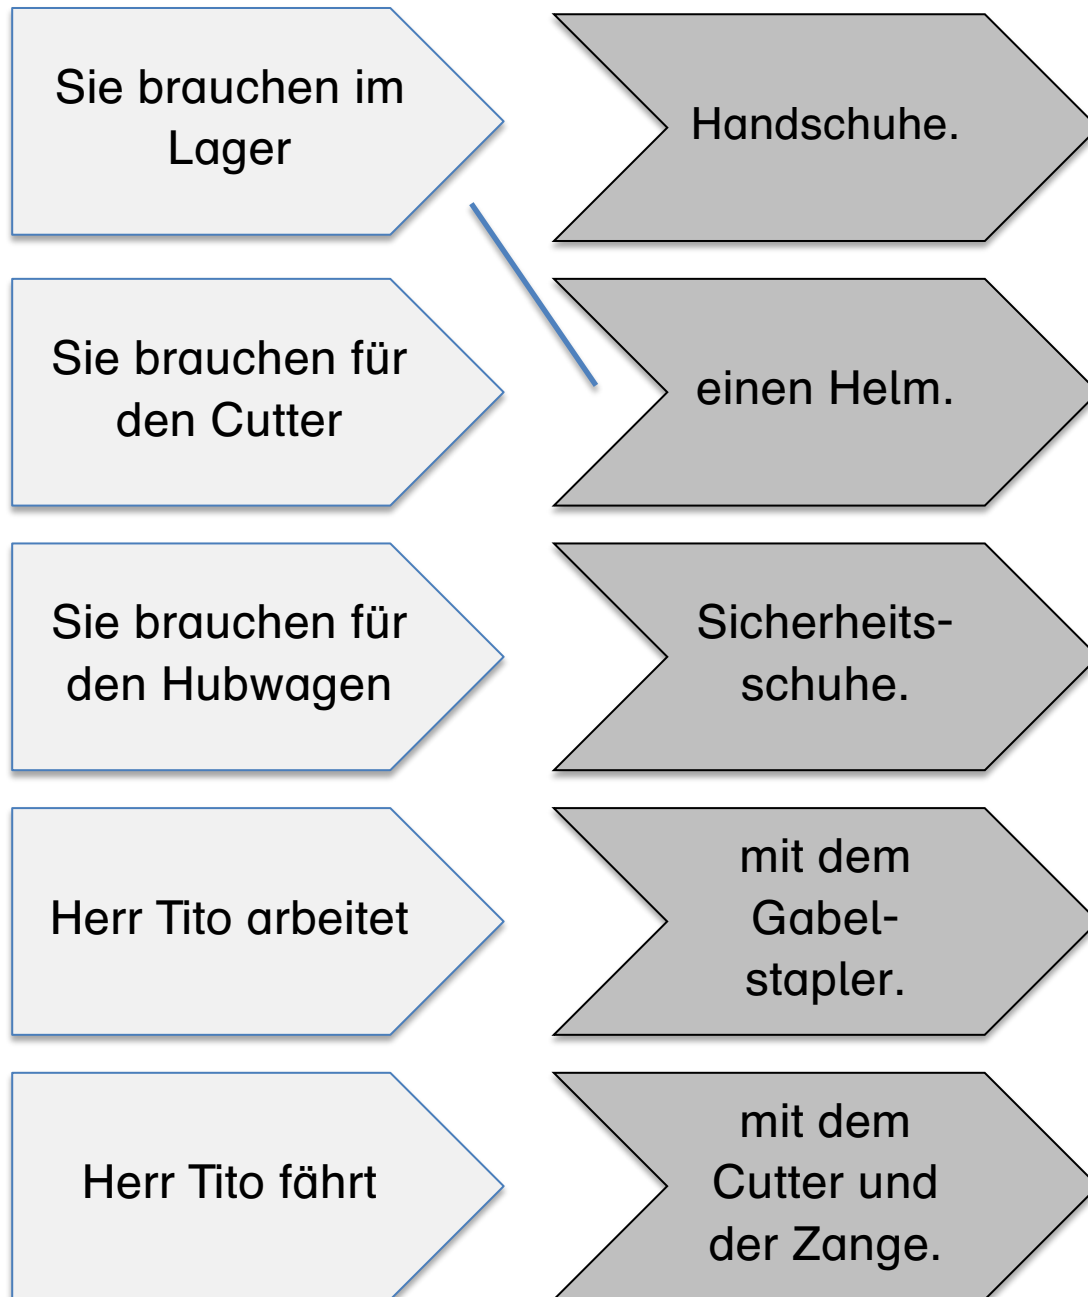 Sie brauchen im
Lager
Handschuhe.
Sie brauchen für
den Cutter
einen Helm.
Sie brauchen für
den Hubwagen
Sicherheits-
schuhe.
Herr Tito arbeitet
mit dem
Gabel-
stapler.
Herr Tito fährt
mit dem
Cutter und
der Zange.